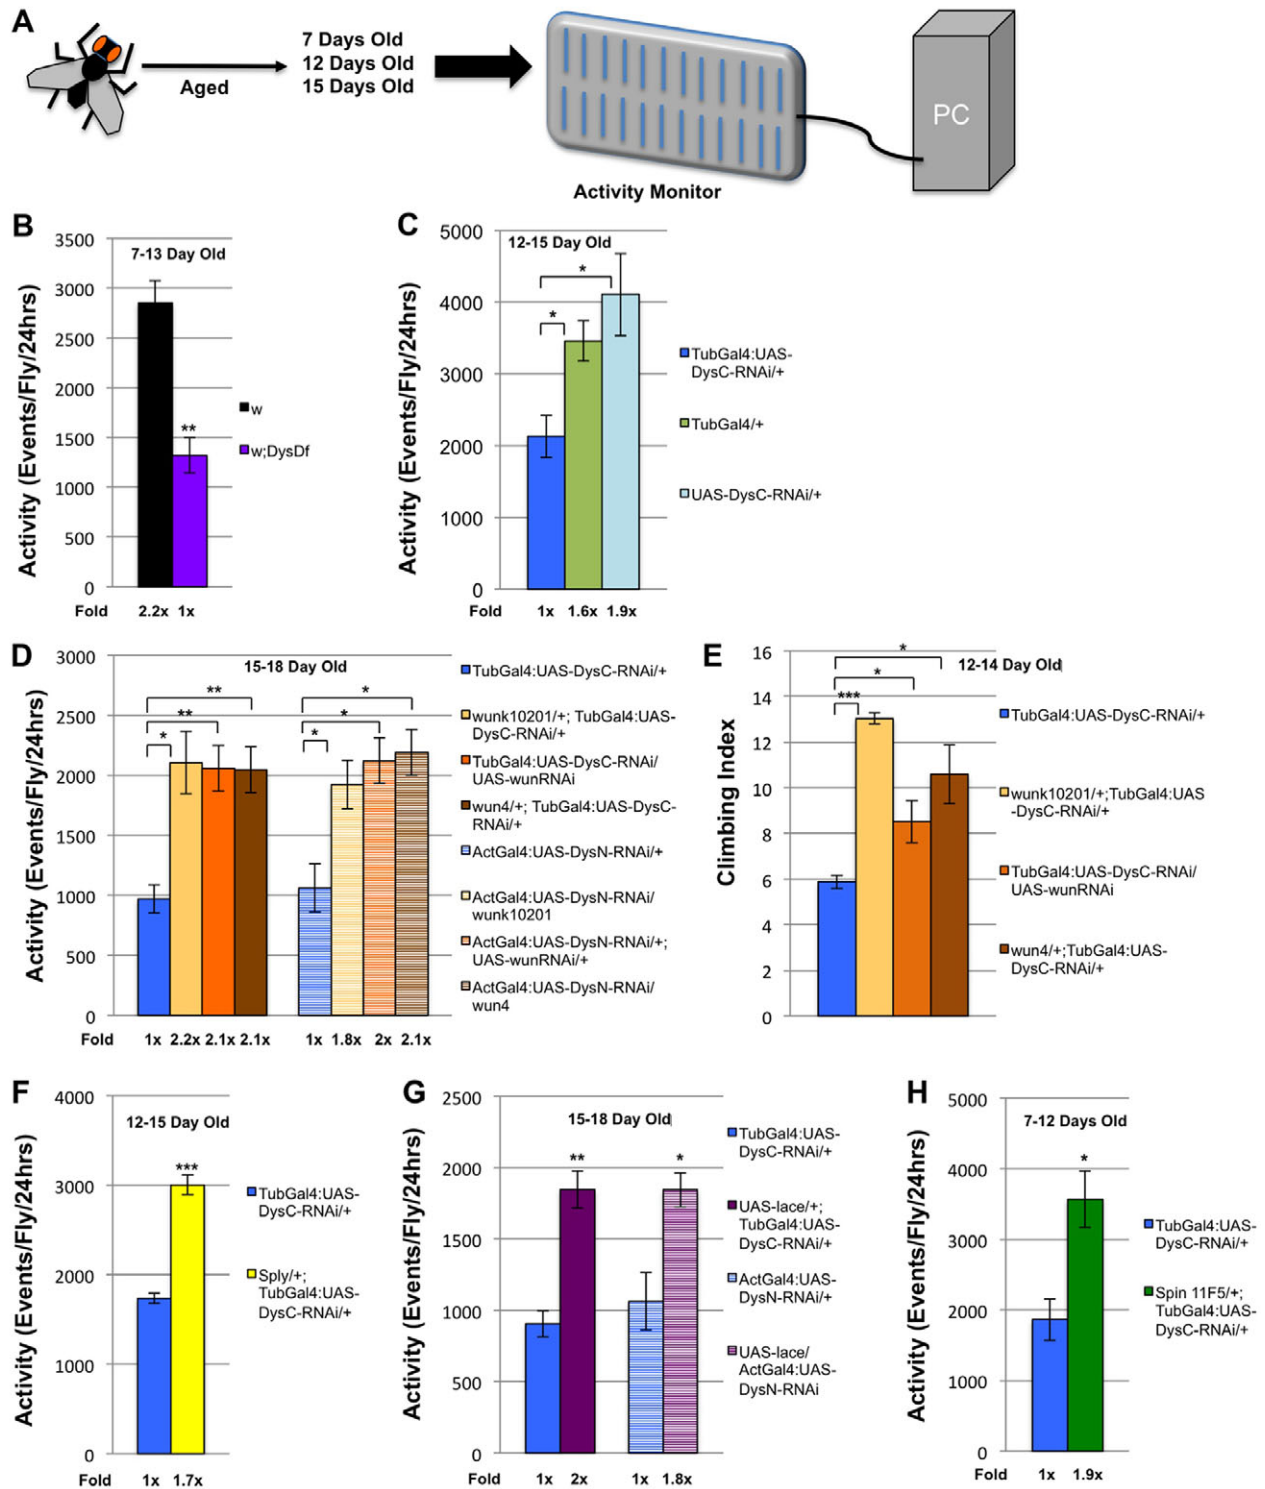 A
Aged
7 Days Old
12 Days Old
15 Days Old
Activity Monitor
PC
B
Activity (Events/Fly/24hrs)
3500
3000
2500
2000
1500
1000
500
0
7-13 Day Old
**
Fold 2.2x 1x
w
w;DysDf
C
Activity (Events/Fly/24hrs)
5000
4000
3000
2000
1000
0
12-15 Day Old
*
*
Fold 1x 1.6x 1.9x
TubGal4:UAS-
DysC-RNAi/+
TubGal4/+
UAS-DysC-RNAi/+
D
Activity (Events/Fly/24hrs)
3000
2500
2000
1500
1000
500
0
15-18 Day Old
** *
** *
* *
Fold 1x 2.2x 2.1x 2.1x 1x 1.8x 2x 2.1x
TubGal4:UAS-DysC-RNAi/+
wunk10201/+; TubGal4:UAS-
DysC-RNAi/+
TubGal4:UAS-DysC-RNAi/
UAS-wunRNAi
wun4/+; TubGal4:UAS-DysC-
RNAi/+
ActGal4:UAS-DysN-RNAi/+
ActGal4:UAS-DysN-RNAi/
wunk10201
ActGal4:UAS-DysN-RNAi/+;
UAS-wunRNAi/+
ActGal4:UAS-DysN-RNAi/
wun4
E
Climbing Index
16
14
12
10
8
6
4
2
0
12-14 Day Old
*
*
***
TubGal4:UAS-DysC-RNAi/+
wunk10201/+;TubGal4:UAS
-DysC-RNAi/+
TubGal4:UAS-DysC-RNAi/
UAS-wunRNAi
wun4/+;TubGal4:UAS-
DysC-RNAi/+
F
Activity (Events/Fly/24hrs)
4000
3000
2000
1000
0
12-15 Day Old
***
Fold 1x 1.7x
TubGal4:UAS-
DysC-RNAi/+
Sply/+;
TubGal4:UAS-
DysC-RNAi/+
G
Activity (Events/Fly/24hrs)
2500
2000
1500
1000
500
0
15-18 Day Old
** *
Fold 1x 2x 1x 1.8x
TubGal4:UAS-
DysC-RNAi/+
UAS-lace/+;
TubGal4:UAS-
DysC-RNAi/+
ActGal4:UAS-
DysN-RNAi/+
UAS-lace/
ActGal4:UAS-
DysN-RNAi
H
Activity (Events/Fly/24hrs)
5000
4000
3000
2000
1000
0
7-12 Days Old
*
Fold 1x 1.9x
TubGal4:UAS-
DysC-RNAi/+
Spin 11F5/+;
TubGal4:UAS-
DysC-RNAi/+